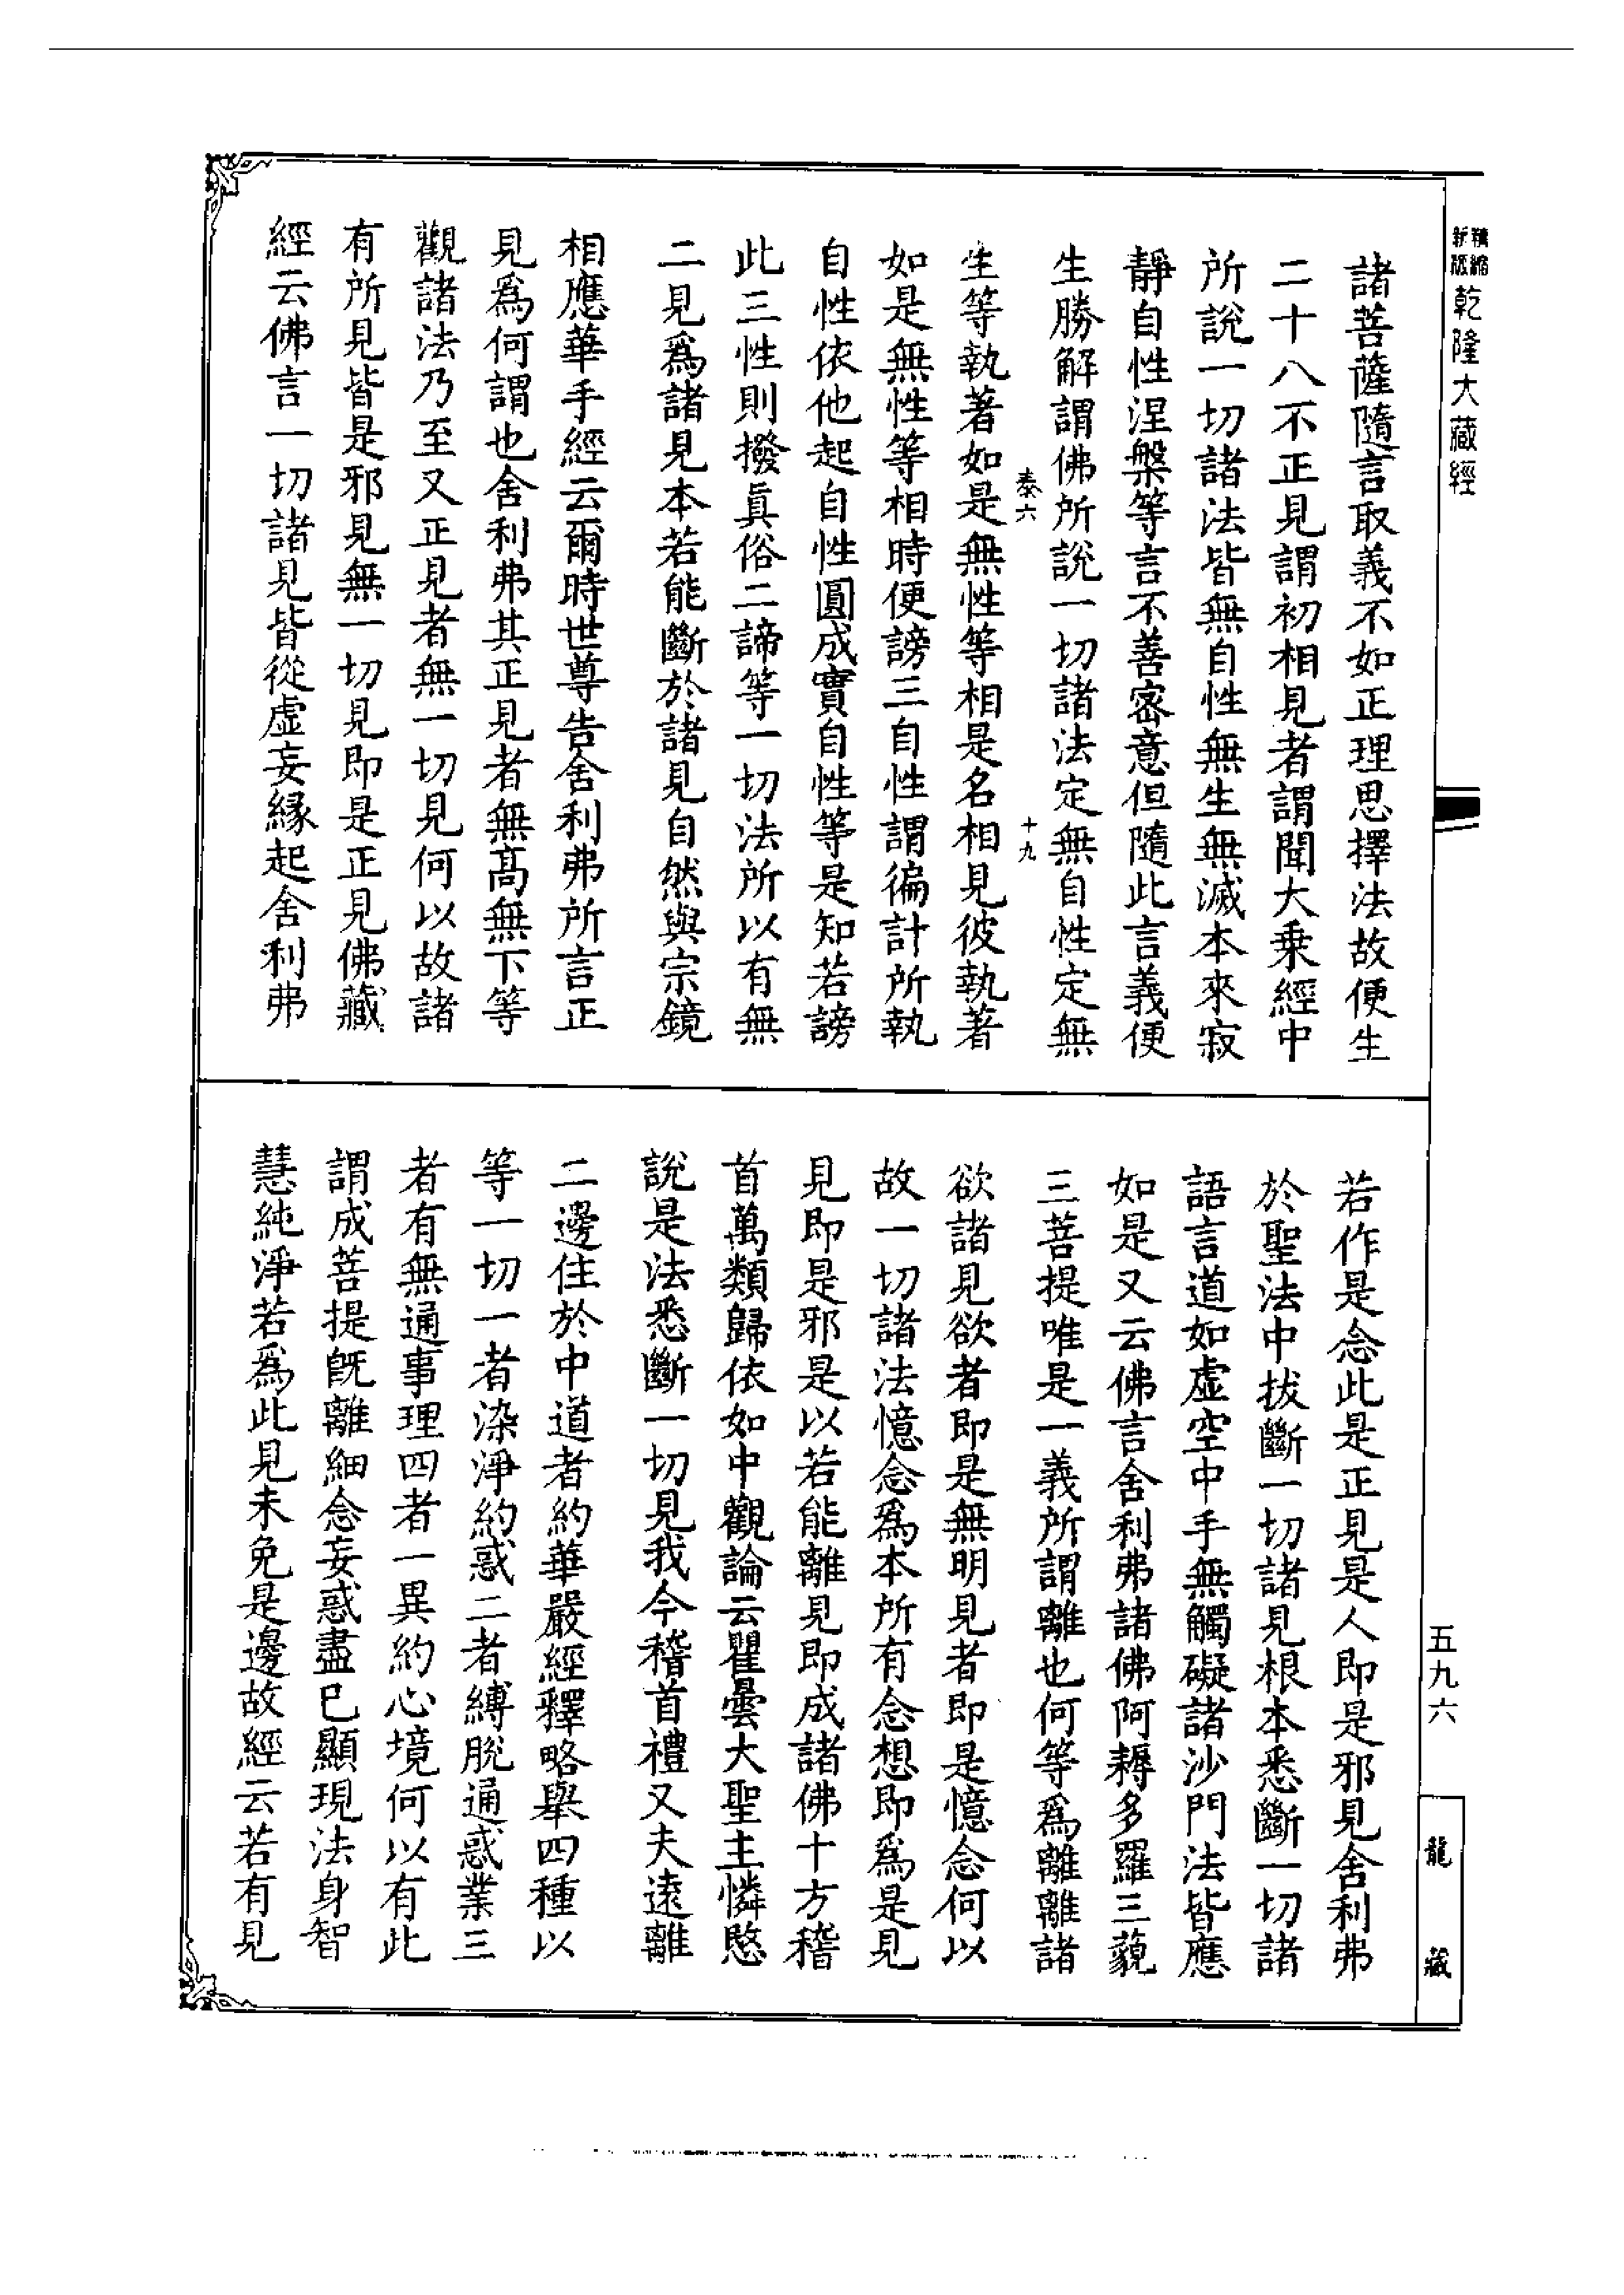 精縮
新版
乾隆大藏經
諸菩薩隨言取義不如正理思擇法故便生
二十八不正見謂初相見者謂聞大乘經中
所說一切諸法皆無自性無生無滅本來寂
靜自性涅槃等言不善密意但隨此言義便
生勝解謂佛所說一切諸法定無自性定無
秦六
十九
生等執著如是無性等相是名相見彼執著
如是無性等相時便謗三自性謂徧計所執
自性依他起自性圓成實自性等是知若謗
此三性則撥眞俗二諦等一切法所以有無
二見爲諸見本若能斷於諸見自然與宗鏡
相應華手經云爾時世尊告舍利弗所言正
見爲何謂也舍利弗其正見者無髙無下等
觀諸法乃至又正見者無一切見何以故諸
有所見皆是邪見無一切見即是正見佛藏
經云佛言一切諸見皆從虛妄緣起舍利弗
若作是念此是正見是人即是邪見舍利弗
於聖法中拔斷一切諸見根本悉斷一切諸
語言道如虛空中手無觸礙諸沙門法皆應
如是又云佛言舍利弗諸佛阿耨多羅三藐
三菩提唯是一義所謂離也何等爲離離諸
欲諸見欲者即是無明見者即是憶念何以
故一切諸法憶念爲本所有念想即爲是見
見即是邪是以若能離見即成諸佛十方稽
首萬類歸依如中觀論云瞿曇大聖主憐愍
說是法悉斷一切見我今稽首禮又夫遠離
二邊住於中道者約華嚴經釋略舉四種以
等一切一者染淨約惑二者縛脫通惑業三
者有無通事理四者一異約心境何以有此
謂成菩提旣離細念妄惑盡已顯現法身智
慧純淨若爲此見未免是邊故經云若有見
五九六
龍藏